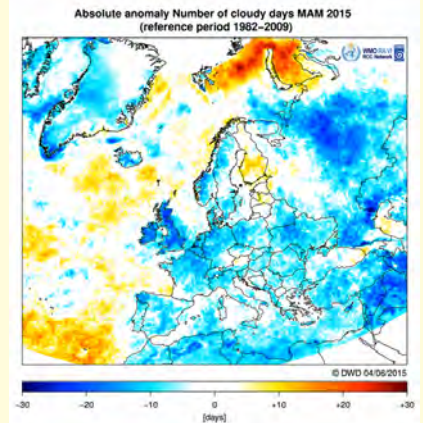 Absolute anomaly Number of cloudy days MAM 2015
(reference period 1982−2009)
WMO RA VI
RCC Network
© DWD 04/06/2015
−30 −20 −10 0 +10 +20 +30
[days]